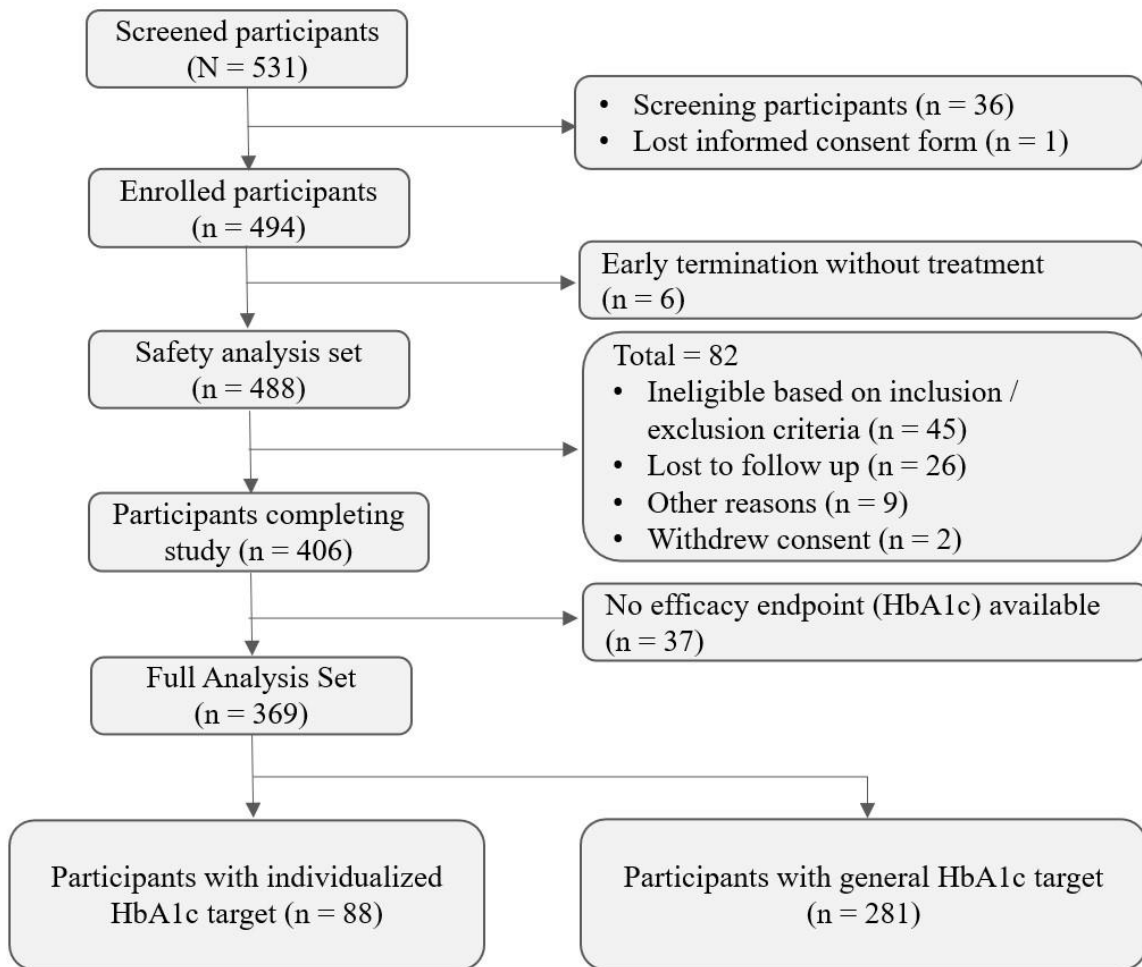 Screened participants
(N = 531)
• Screening participants (n = 36)
• Lost informed consent form (n = 1)
Enrolled participants
(n = 494)
Early termination without treatment
(n = 6)
Safety analysis set
(n = 488)
Total = 82
• Ineligible based on inclusion /
exclusion criteria (n = 45)
• Lost to follow up (n = 26)
• Other reasons (n = 9)
• Withdrew consent (n = 2)
Participants completing
study (n = 406)
No efficacy endpoint (HbA1c) available
(n = 37)
Full Analysis Set
(n = 369)
Participants with individualized
HbA1c target (n = 88)
Participants with general HbA1c target
(n = 281)